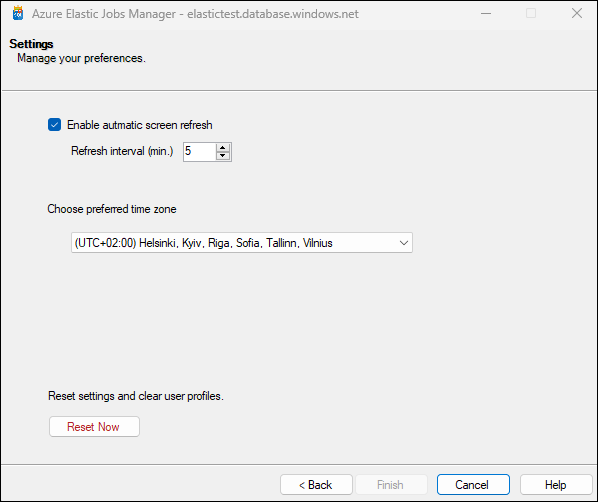 Azure Elastic Jobs Manager - elastictest.database.windows.net
Settings
Manage your preferences.
Enable autmatic screen refresh
Refresh interval (min.) 5
Choose preferred time zone
(UTC+02:00) Helsinki, Kyiv, Riga, Sofia, Tallinn, Vilnius
Reset settings and clear user profiles.
Reset Now
< Back Finish Cancel Help